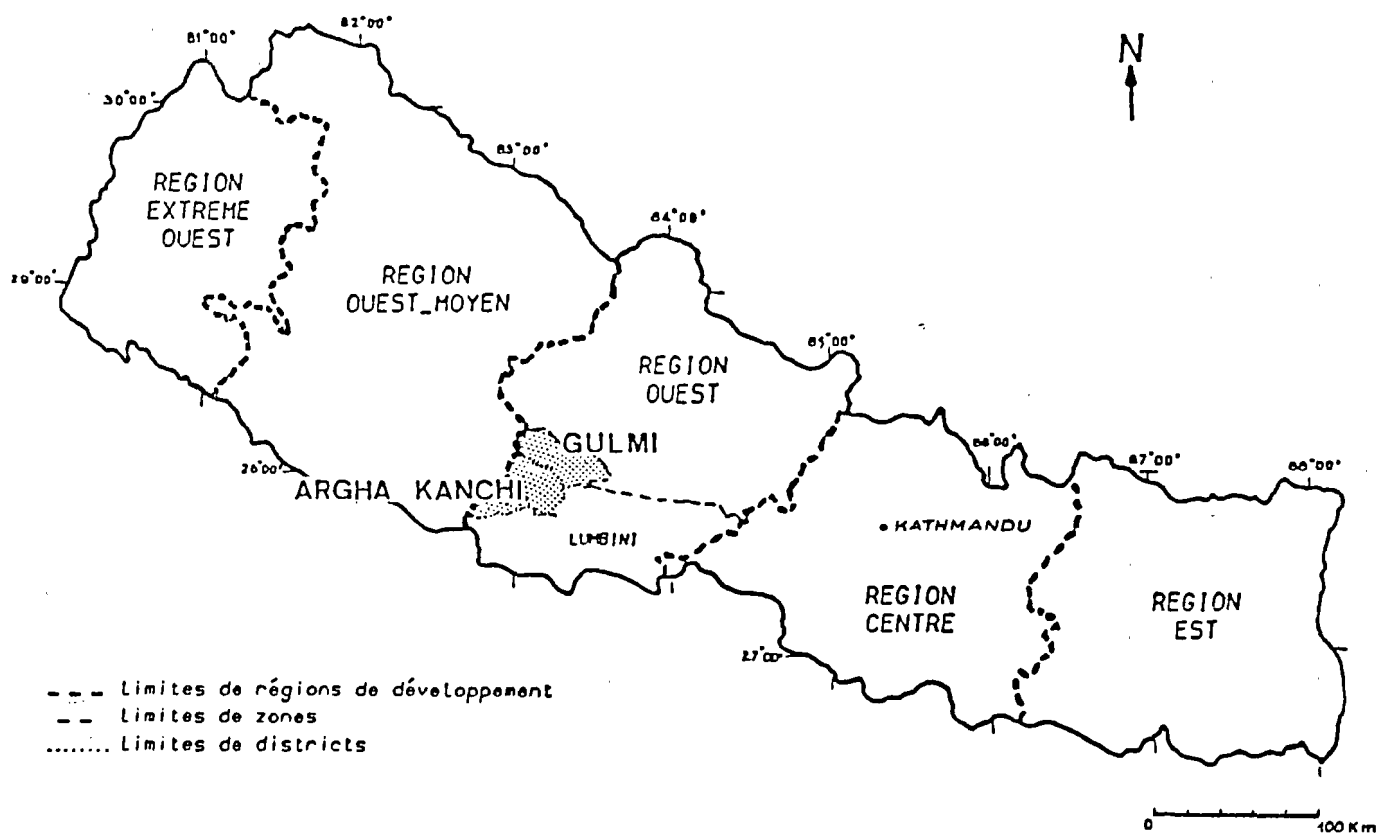 82°00'
81°00'
N
30°00'
83°00'
REGION
EXTREME
OUEST
84°00'
29°00'
REGION
OUEST_MOYEN
85°00'
REGION
OUEST
GULMI
86°00'
87°00'
88°00'
28°00'
ARGHA KANCHI
KATHMANDU
LUMBINI
REGION
CENTRE
REGION
EST
27°00'
Limites de régions de développement
Limites de zones
Limites de districts
0 100 Km